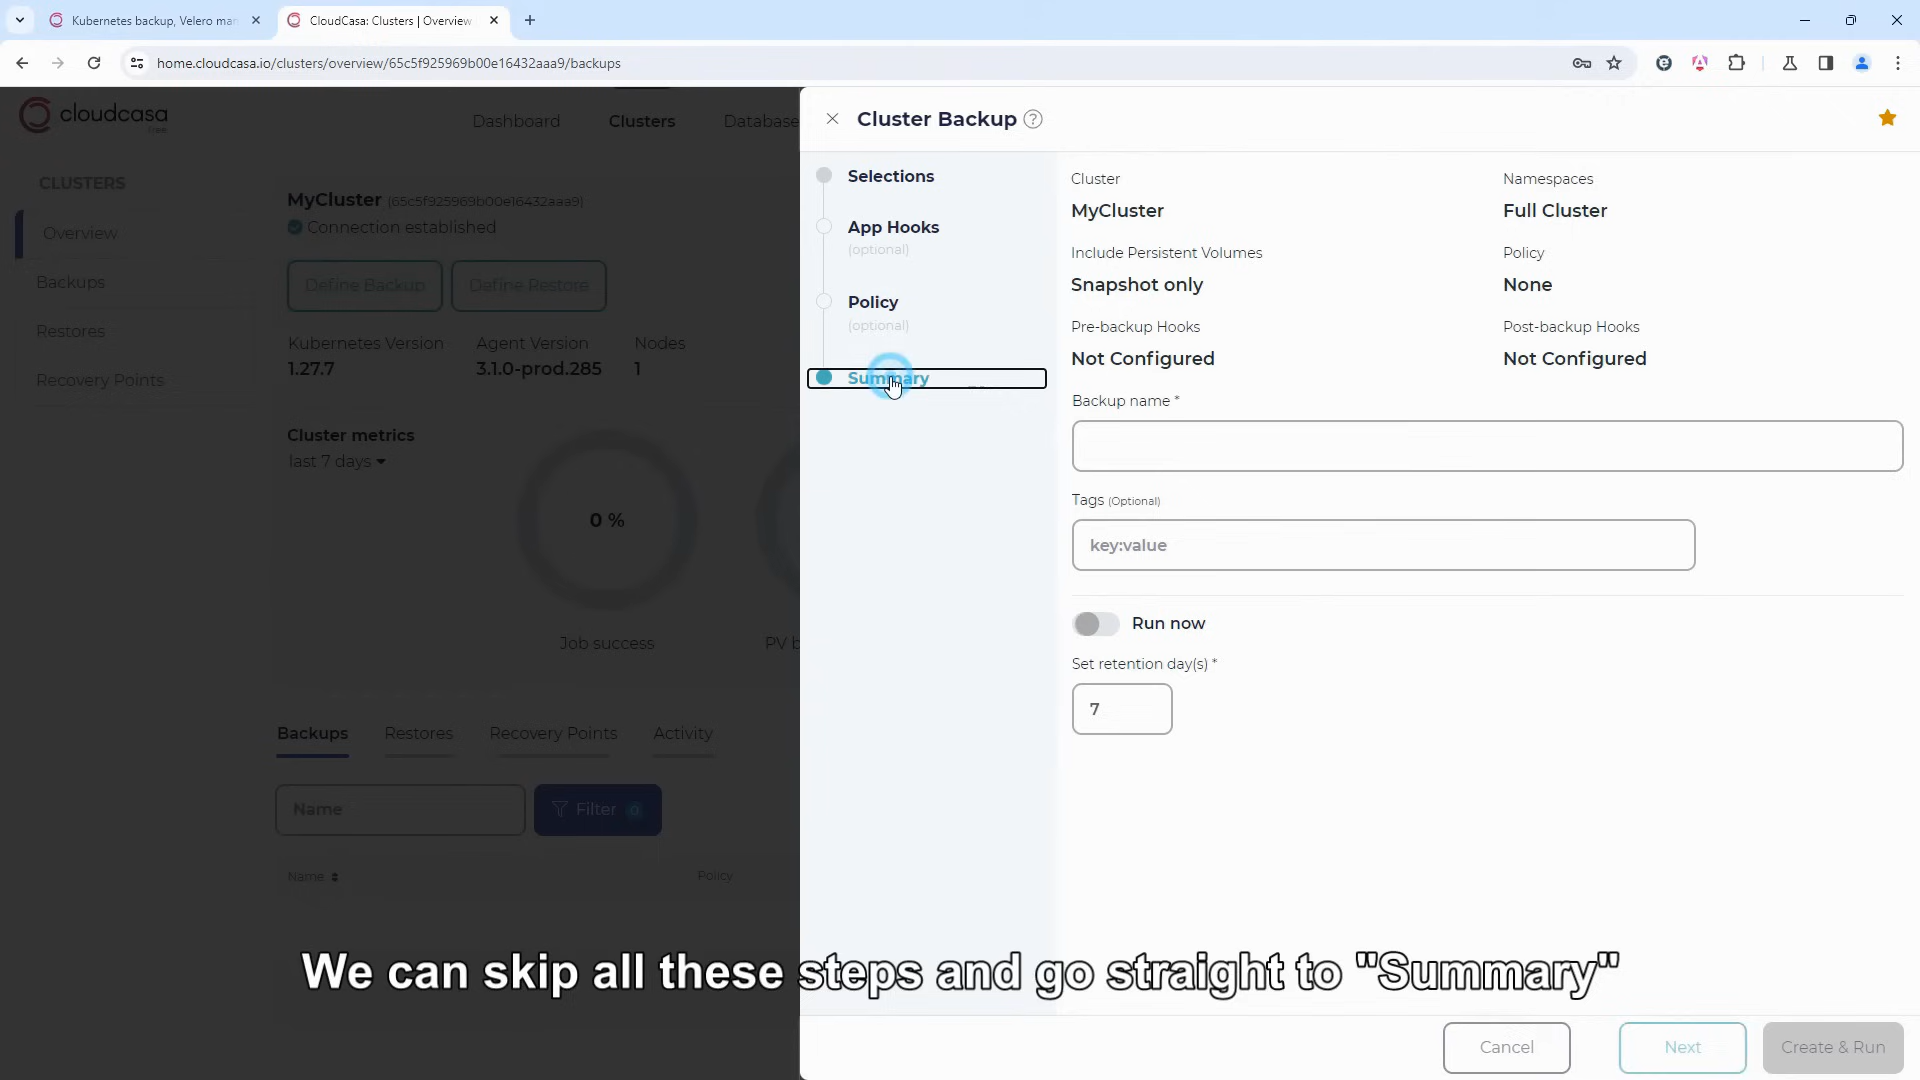 Kubernetes backup, Velero mar
CloudCasa: Clusters | Overview
home.cloudcasa.io/clusters/overview/65c5f925969b00e16432aaa9/backups
cloudcasa
Free
Dashboard
Clusters
Database
CLUSTERS
Overview
Backups
Restores
Recovery Points
MyCluster (65c5f925969b00e16432aaa9)
Connection established
Define Backup
Define Restore
Kubernetes Version
Agent Version
Nodes
1.27.7
3.1.0-prod.285
1
Cluster metrics
last 7 days
0 %
Job success
PV b
Backups
Restores
Recovery Points
Activity
Name
Filter 0
Name
Policy
Cluster Backup ?
Selections
App Hooks
(optional)
Policy
(optional)
Summary
Cluster
Namespaces
MyCluster
Full Cluster
Include Persistent Volumes
Policy
Snapshot only
None
Pre-backup Hooks
Post-backup Hooks
Not Configured
Not Configured
Backup name *
Tags (Optional)
key:value
Run now
Set retention day(s) *
7
We can skip all these steps and go straight to "Summary"
Cancel
Next
Create & Run